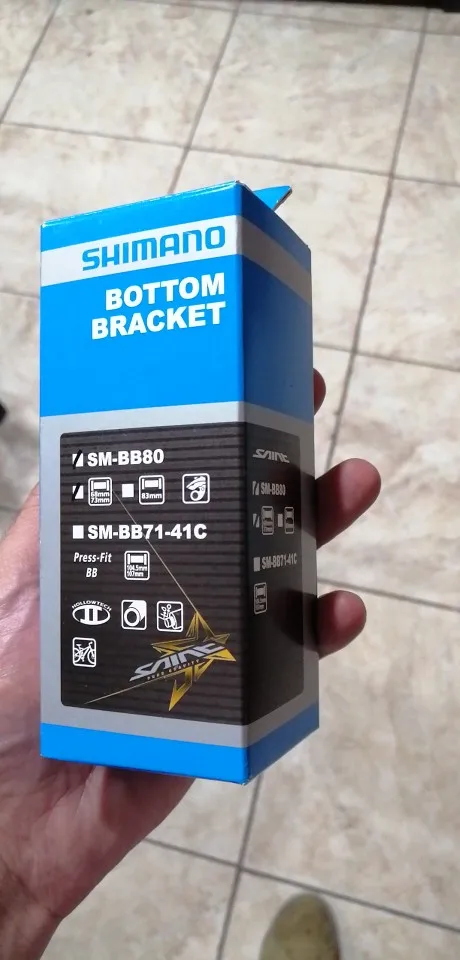 SHIMANO
BOTTOM
BRACKET
SM-BB80
68mm
73mm
83mm
SM-BB71-41C
Press-Fit
BB
104.5mm
107mm
HOLLOWTECH
II
SAINT
SAINT
SM-BB80
SM-BB71-41C